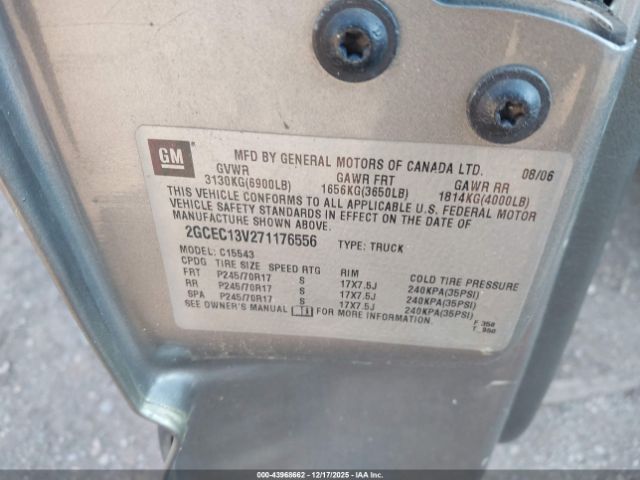 GM
MFD BY GENERAL MOTORS OF CANADA LTD. 08/06
GVWR GAWR FRT GAWR RR
3130KG(6900LB) 1656KG(3650LB) 1814KG(4000LB)
THIS VEHICLE CONFORMS TO ALL APPLICABLE U.S. FEDERAL MOTOR
VEHICLE SAFETY STANDARDS IN EFFECT ON THE DATE OF
MANUFACTURE SHOWN ABOVE.
2GCEC13V271176556 TYPE: TRUCK
MODEL: C15543
CPDG TIRE SIZE SPEED RTG RIM COLD TIRE PRESSURE
FRT P245/70R17 S 17X7.5J 240KPA(35PSI)
RR P245/70R17 S 17X7.5J 240KPA(35PSI)
SPA P245/70R17 S 17X7.5J 240KPA(35PSI)
SEE OWNER'S MANUAL FOR MORE INFORMATION.
F_350
T_950
© - 43968662 - 12/17/2025 - IAAI.COM